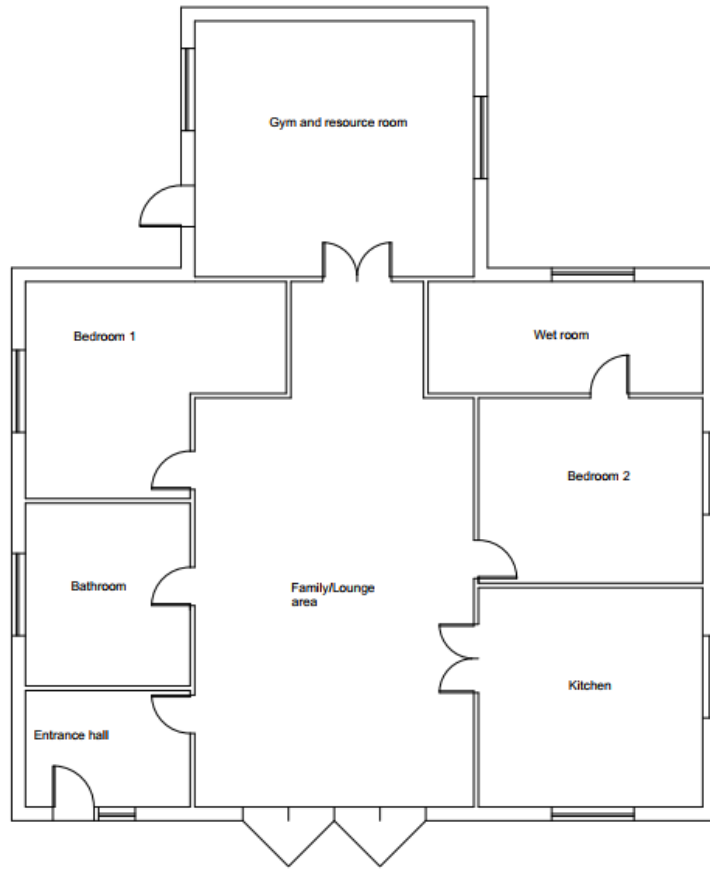 Gym and resource room
Bedroom 1
Wet room
Bedroom 2
Bathroom
Family/Lounge
area
Kitchen
Entrance hall